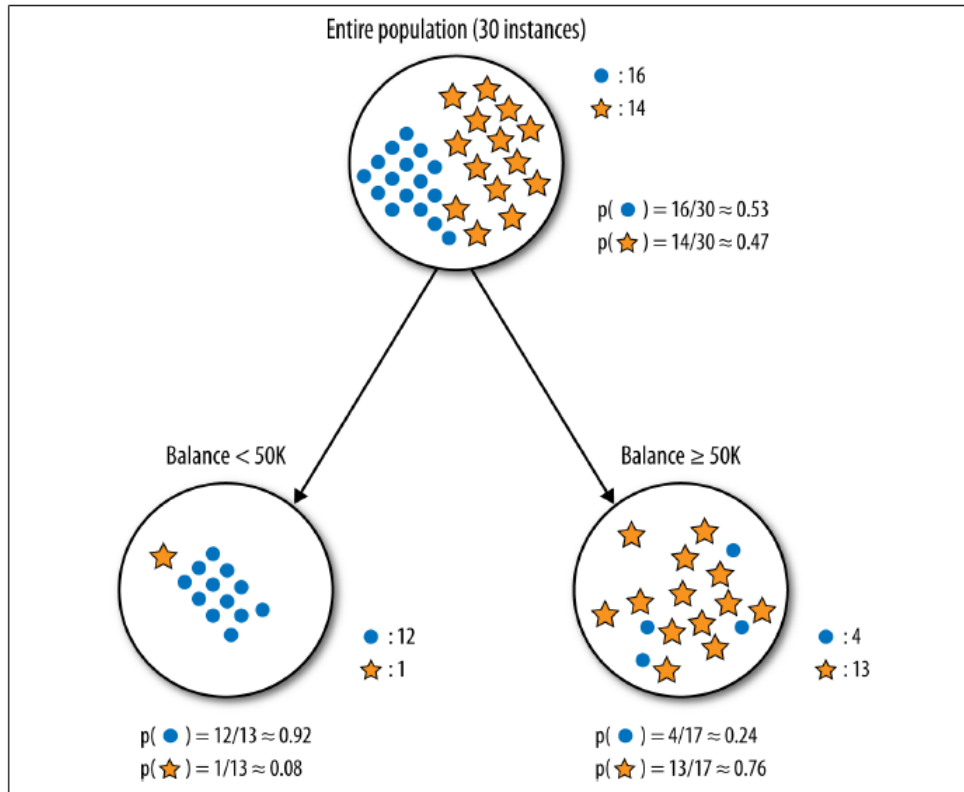 Entire population (30 instances)
: 16
: 14
p( ) = 16/30 ≈ 0.53
p( ) = 14/30 ≈ 0.47
Balance < 50K
: 12
: 1
p( ) = 12/13 ≈ 0.92
p( ) = 1/13 ≈ 0.08
Balance ≥ 50K
: 4
: 13
p( ) = 4/17 ≈ 0.24
p( ) = 13/17 ≈ 0.76